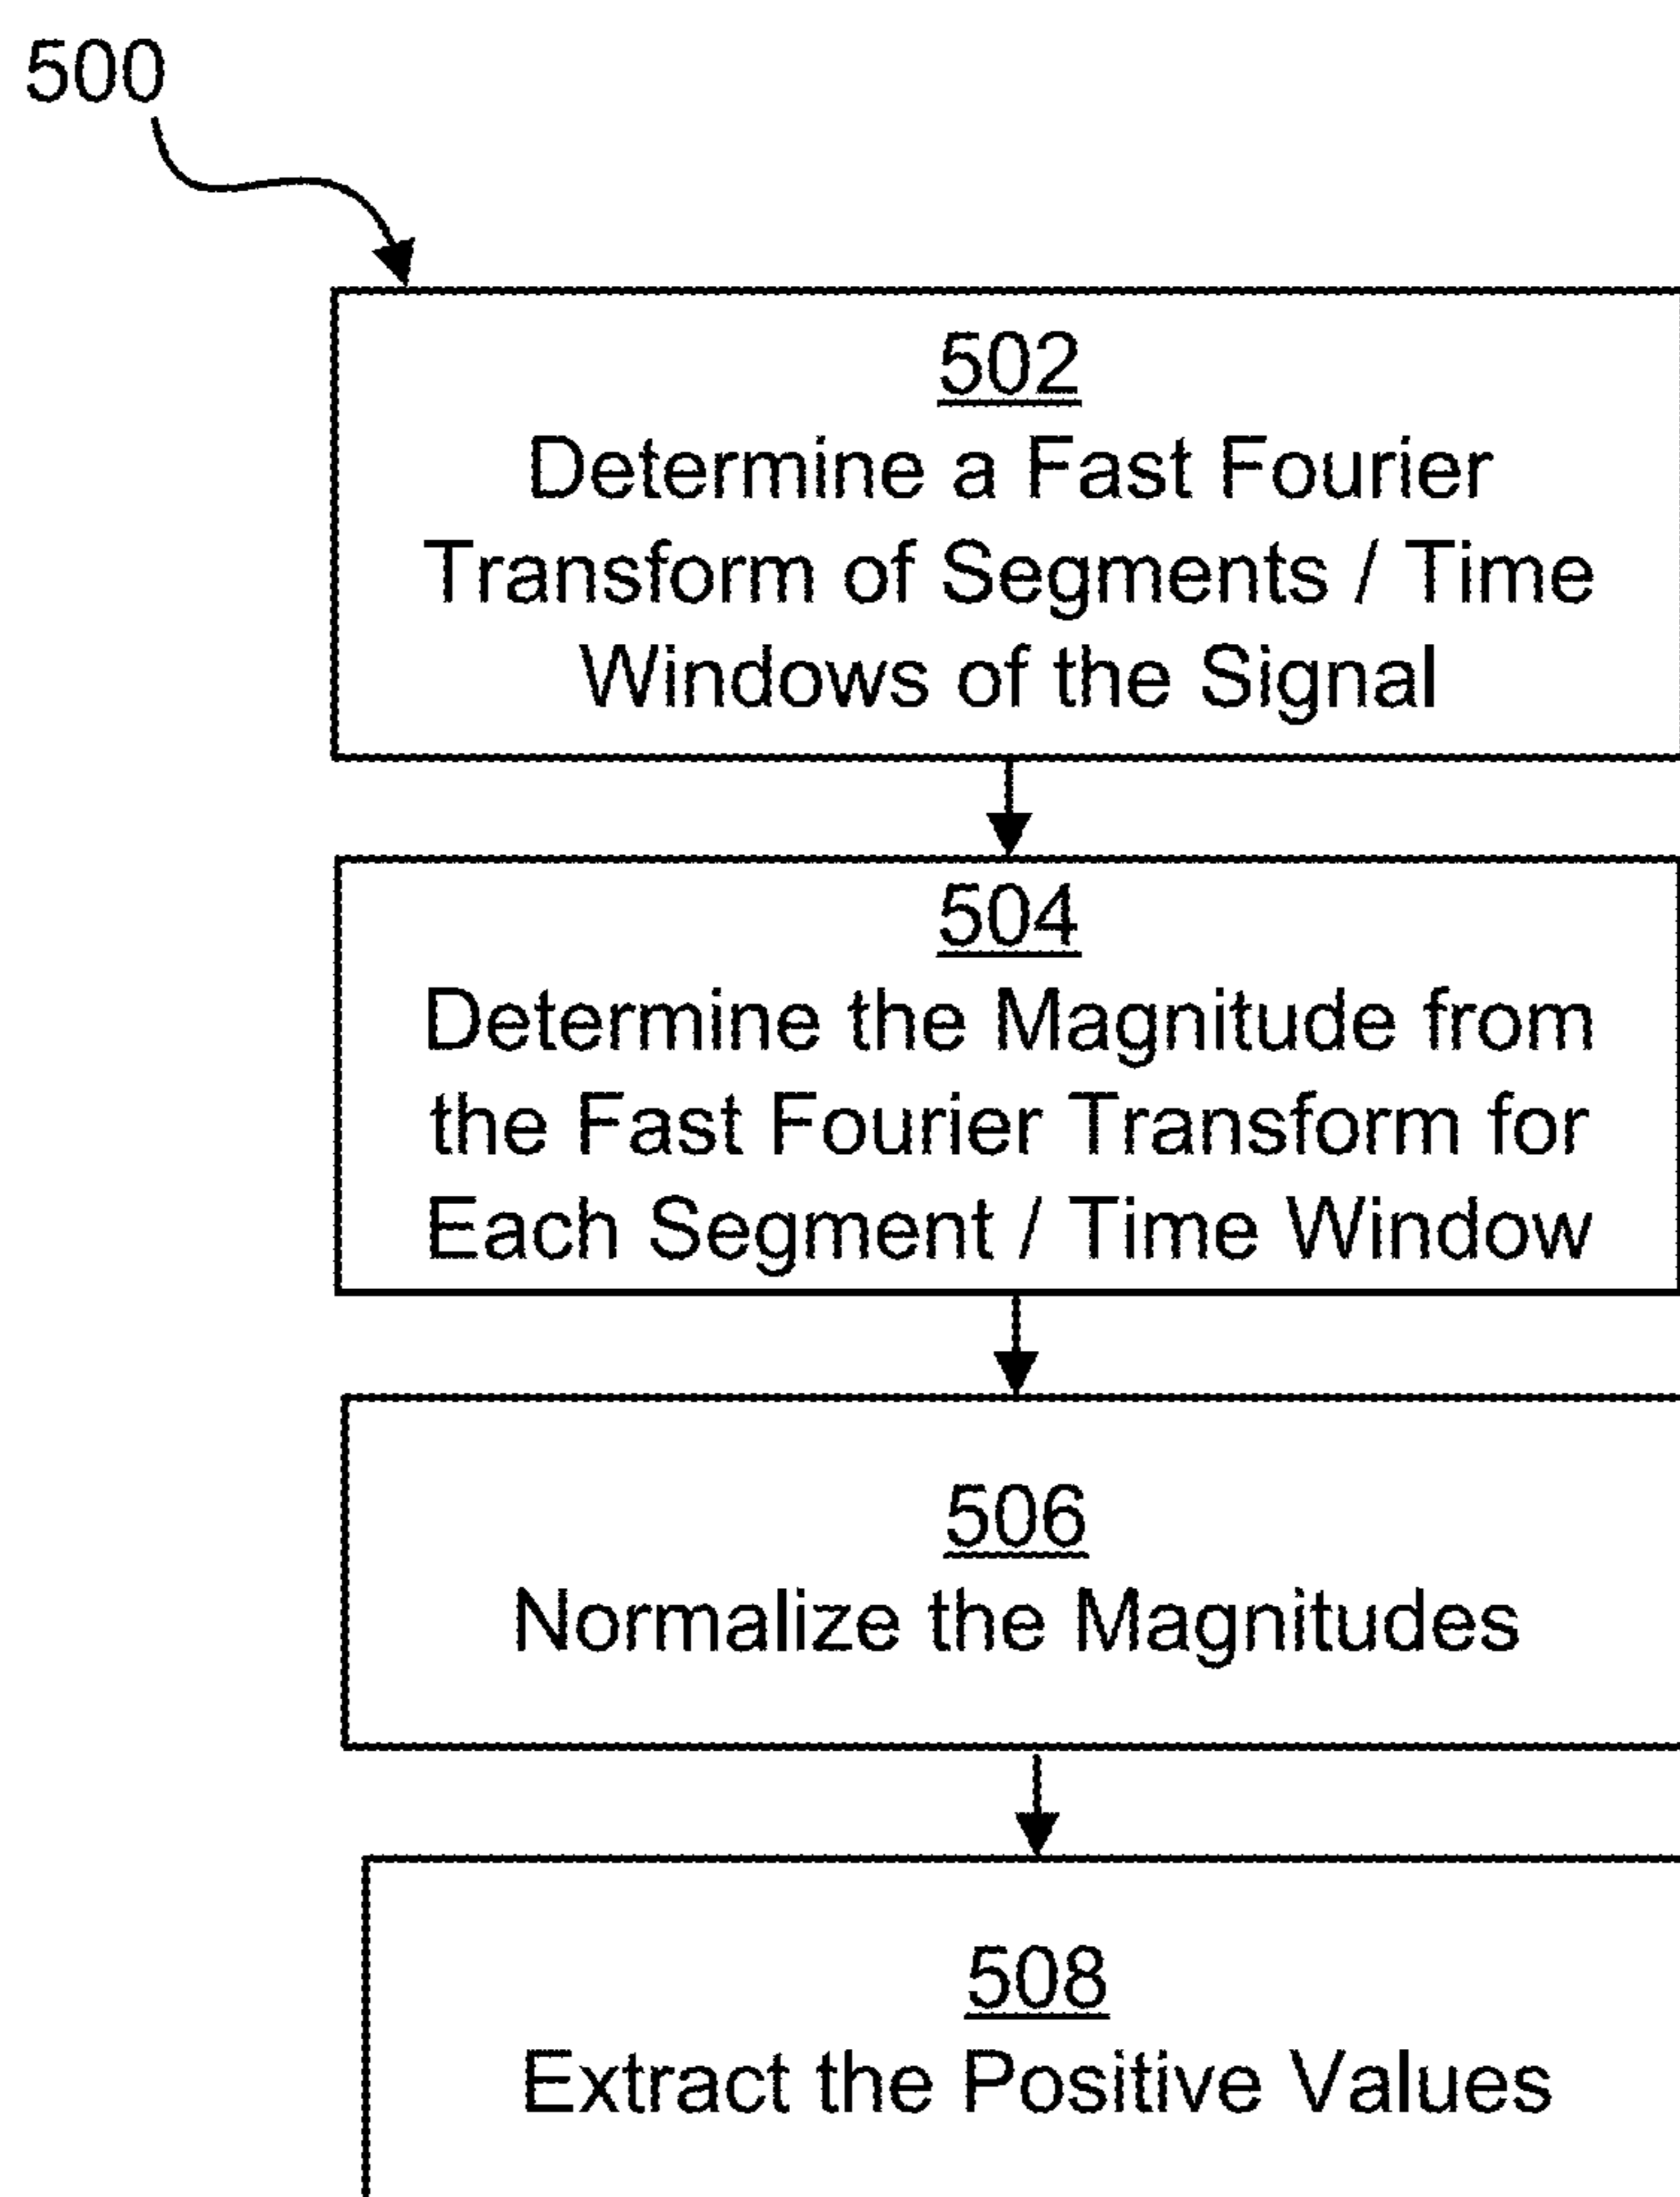 500
502
Determine a Fast Fourier
Transform of Segments / Time
Windows of the Signal
504
Determine the Magnitude from
the Fast Fourier Transform for
Each Segment / Time Window
506
Normalize the Magnitudes
508
Extract the Positive Values